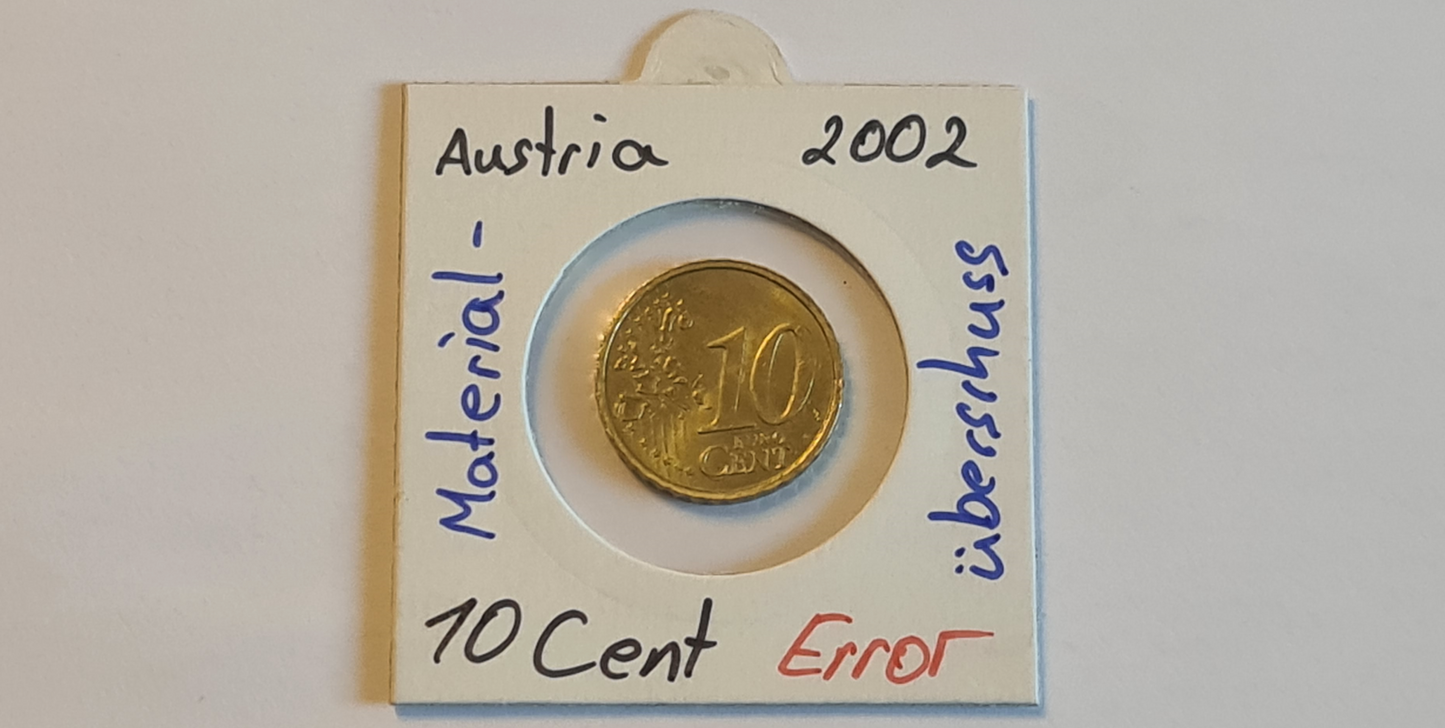 Austria 2002
Material-
überschuss
10
EURO
CENT
10 Cent Error